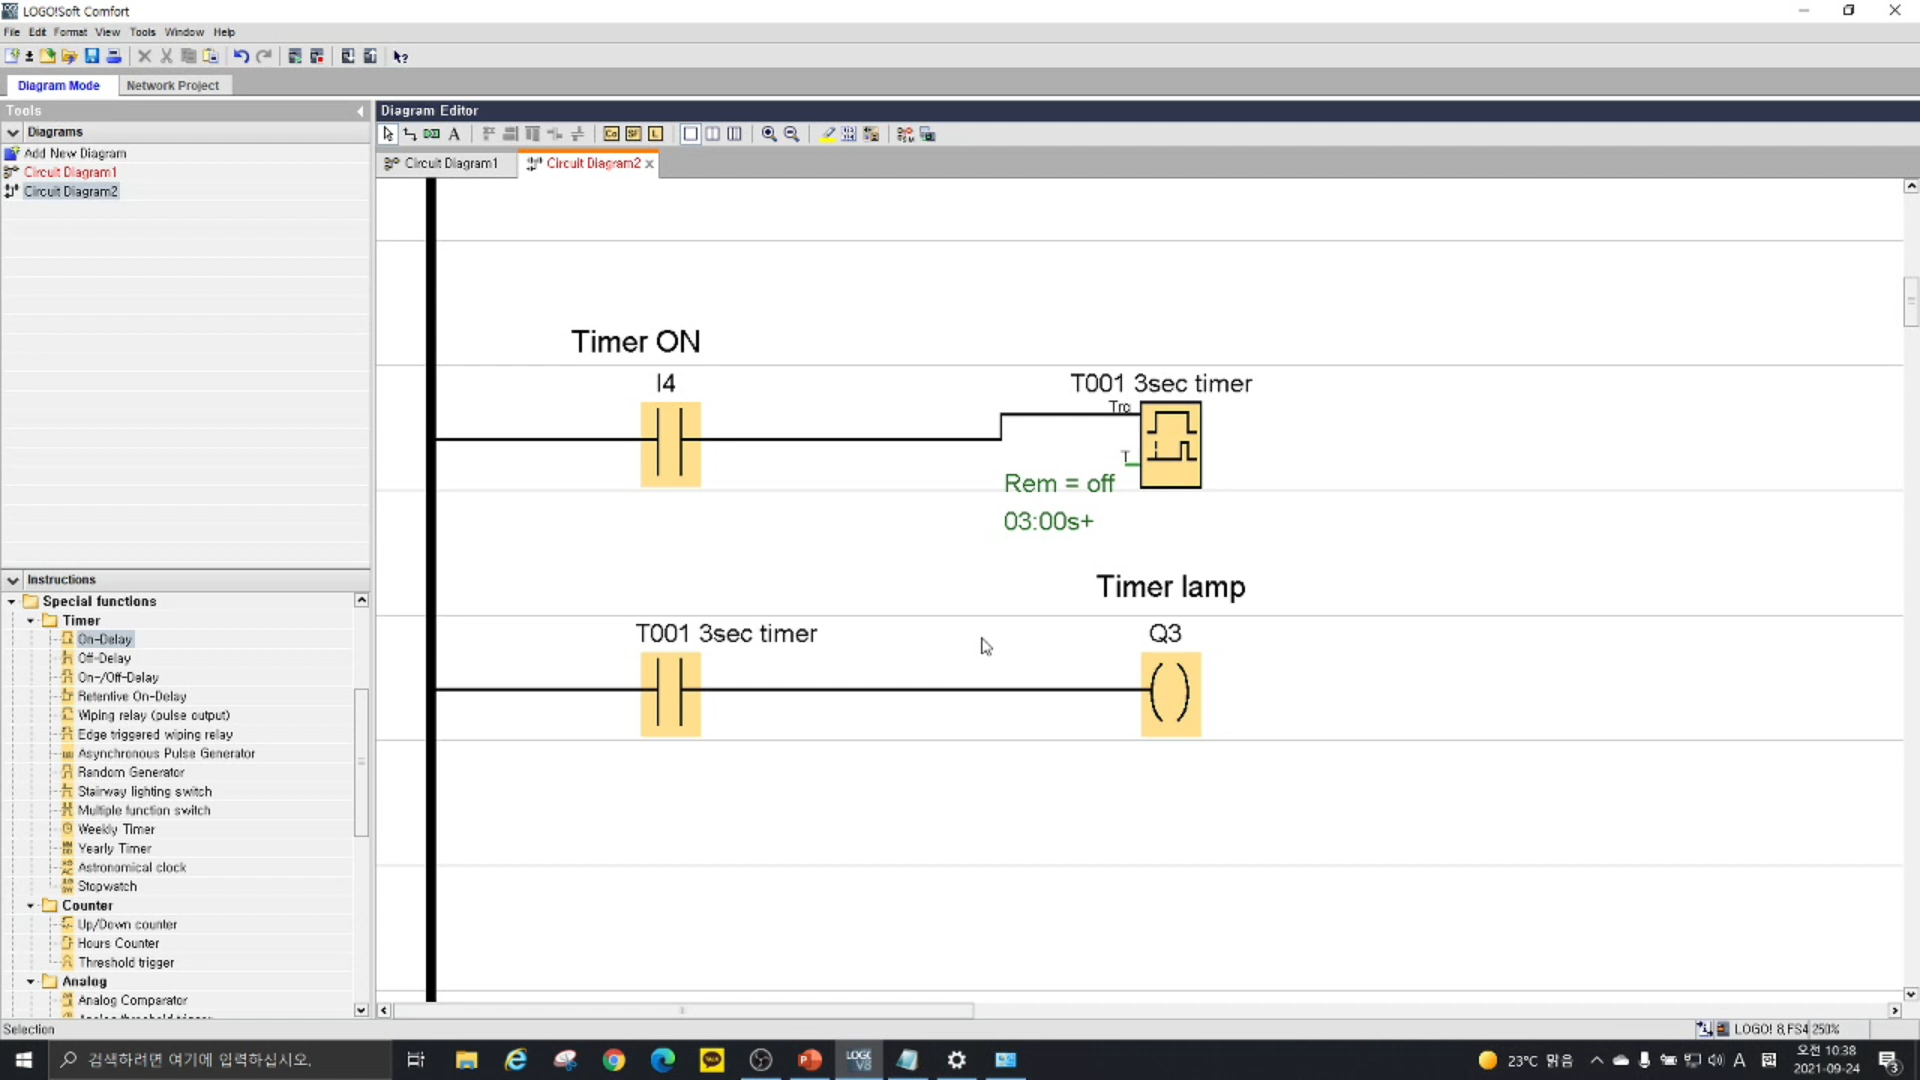 LOGO!Soft Comfort
File Edit Format View Tools Window Help
Diagram Mode Network Project
Tools
Diagrams
Add New Diagram
Circuit Diagram1
Circuit Diagram2
Diagram Editor
Co SF L
Circuit Diagram1 Circuit Diagram2
Timer ON
I4
T001 3sec timer
Trg
T
Rem = off
03:00s+
Timer lamp
T001 3sec timer
Q3
Instructions
Special functions
Timer
On-Delay
Off-Delay
On-/Off-Delay
Retentive On-Delay
Wiping relay (pulse output)
Edge triggered wiping relay
Asynchronous Pulse Generator
Random Generator
Stairway lighting switch
Multiple function switch
Weekly Timer
Yearly Timer
Astronomical clock
Stopwatch
Counter
Up/Down counter
Hours Counter
Threshold trigger
Analog
Analog Comparator
Selection
LOGO! 8.FS4 250%
검색하려면 여기에 입력하십시오.
23°C 맑음
A
오전 10:38
2021-09-24
3